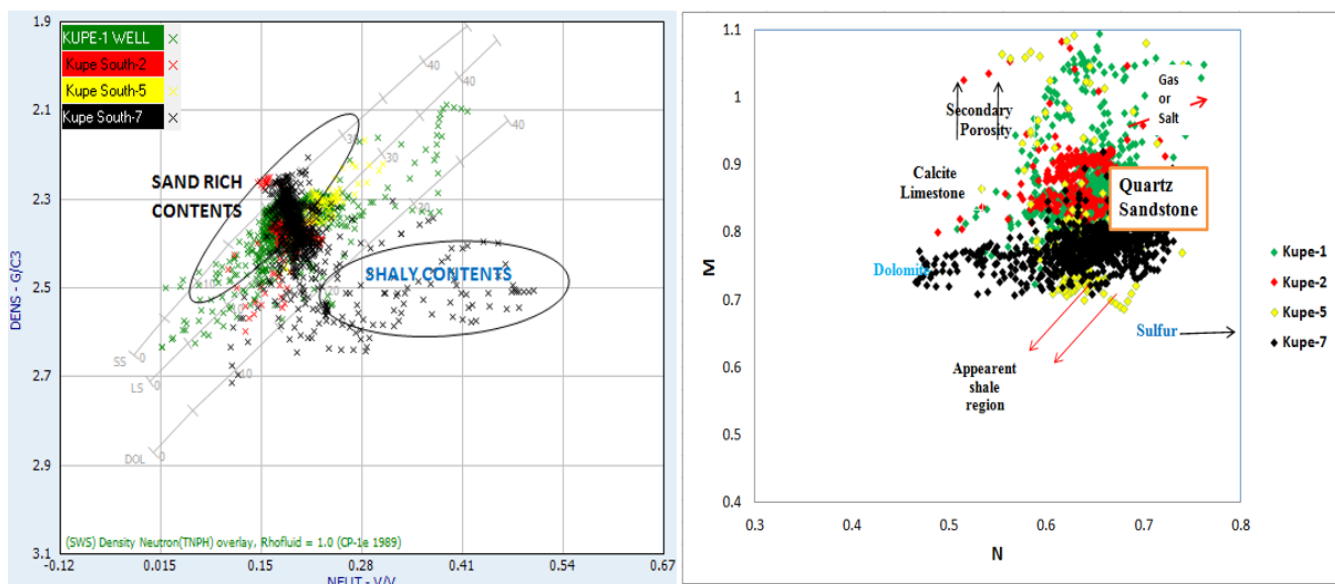 1.9
KUPE-1 WELL
Kupe South-2
Kupe South-5
Kupe South-7
2.1
2.3
2.5
2.7
2.9
3.1
DENS - G/C3
SAND RICH
CONTENTS
SHALY CONTENTS
40
40
40
30
30
30
20
10
10
SS
0
LS
0
DOL
0
(SWS) Density Neutron(TNPH) overlay, Rhofluid = 1.0 (CP-1e 1989)
-0.12
0.015
0.15
0.28
0.41
0.54
0.67
NEUT - V/V
1.1
1
0.9
0.8
0.7
0.6
0.5
0.4
M
Secondary
Porosity
Gas
or
Salt
Calcite
Limestone
Quartz
Sandstone
Dolomite
Sulfur
Appearent
shale
region
Kupe-1
Kupe-2
Kupe-5
Kupe-7
0.3
0.4
0.5
0.6
0.7
0.8
N